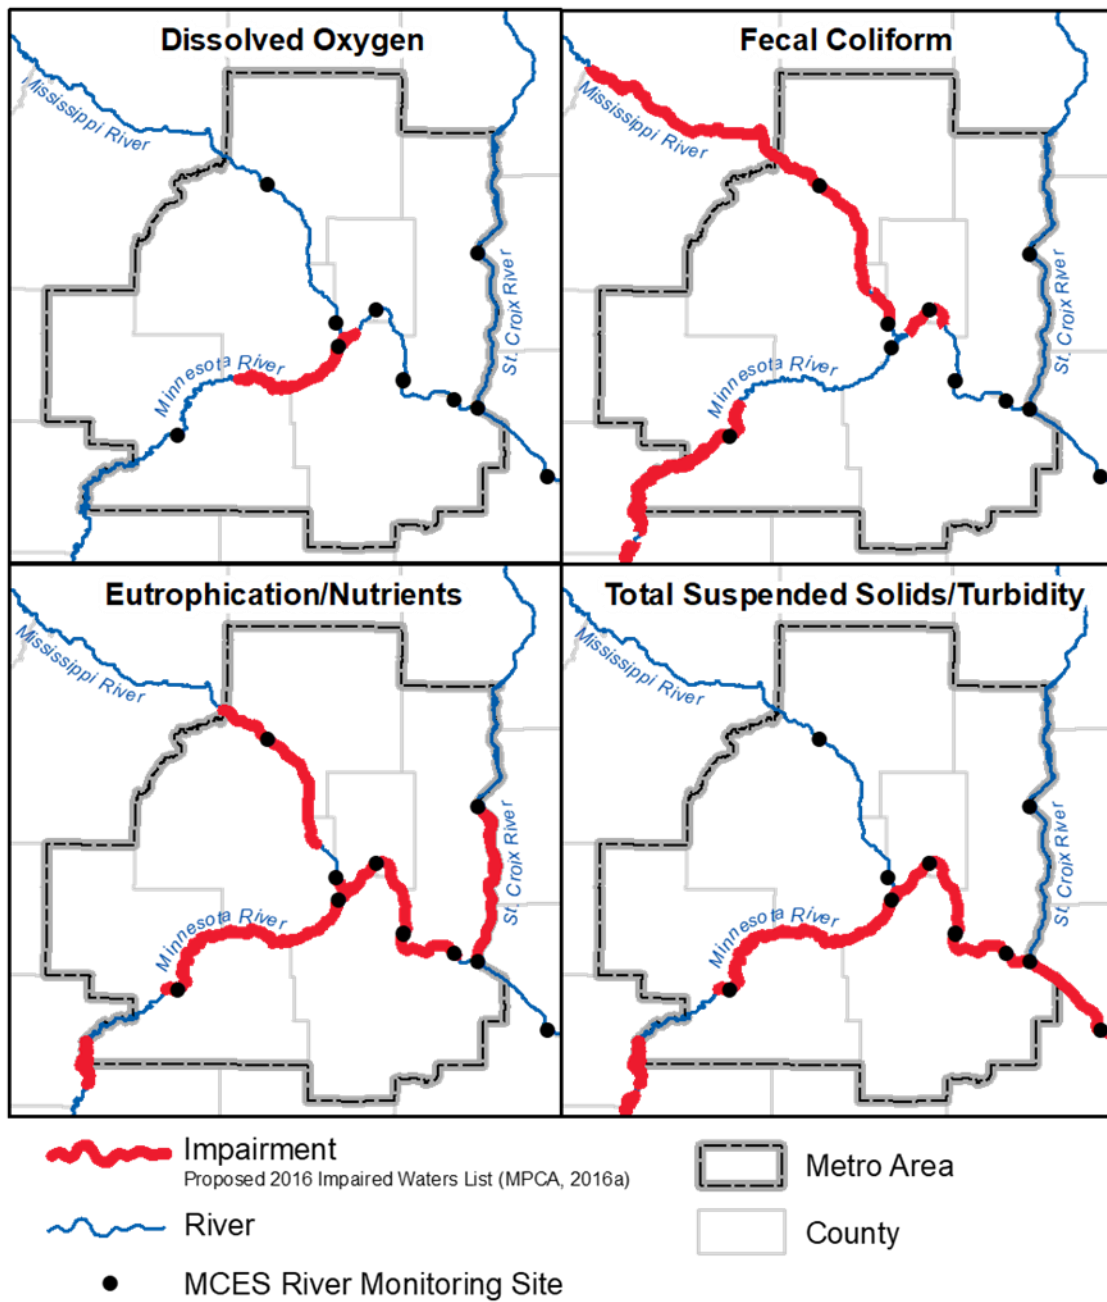 Dissolved Oxygen
Mississippi River
St. Croix River
Minnesota River
Fecal Coliform
Mississippi River
St. Croix River
Minnesota River
Eutrophication/Nutrients
Mississippi River
St. Croix River
Minnesota River
Total Suspended Solids/Turbidity
Mississippi River
St. Croix River
Minnesota River
Impairment
Proposed 2016 Impaired Waters List (MPCA, 2016a)
River
MCES River Monitoring Site
Metro Area
County